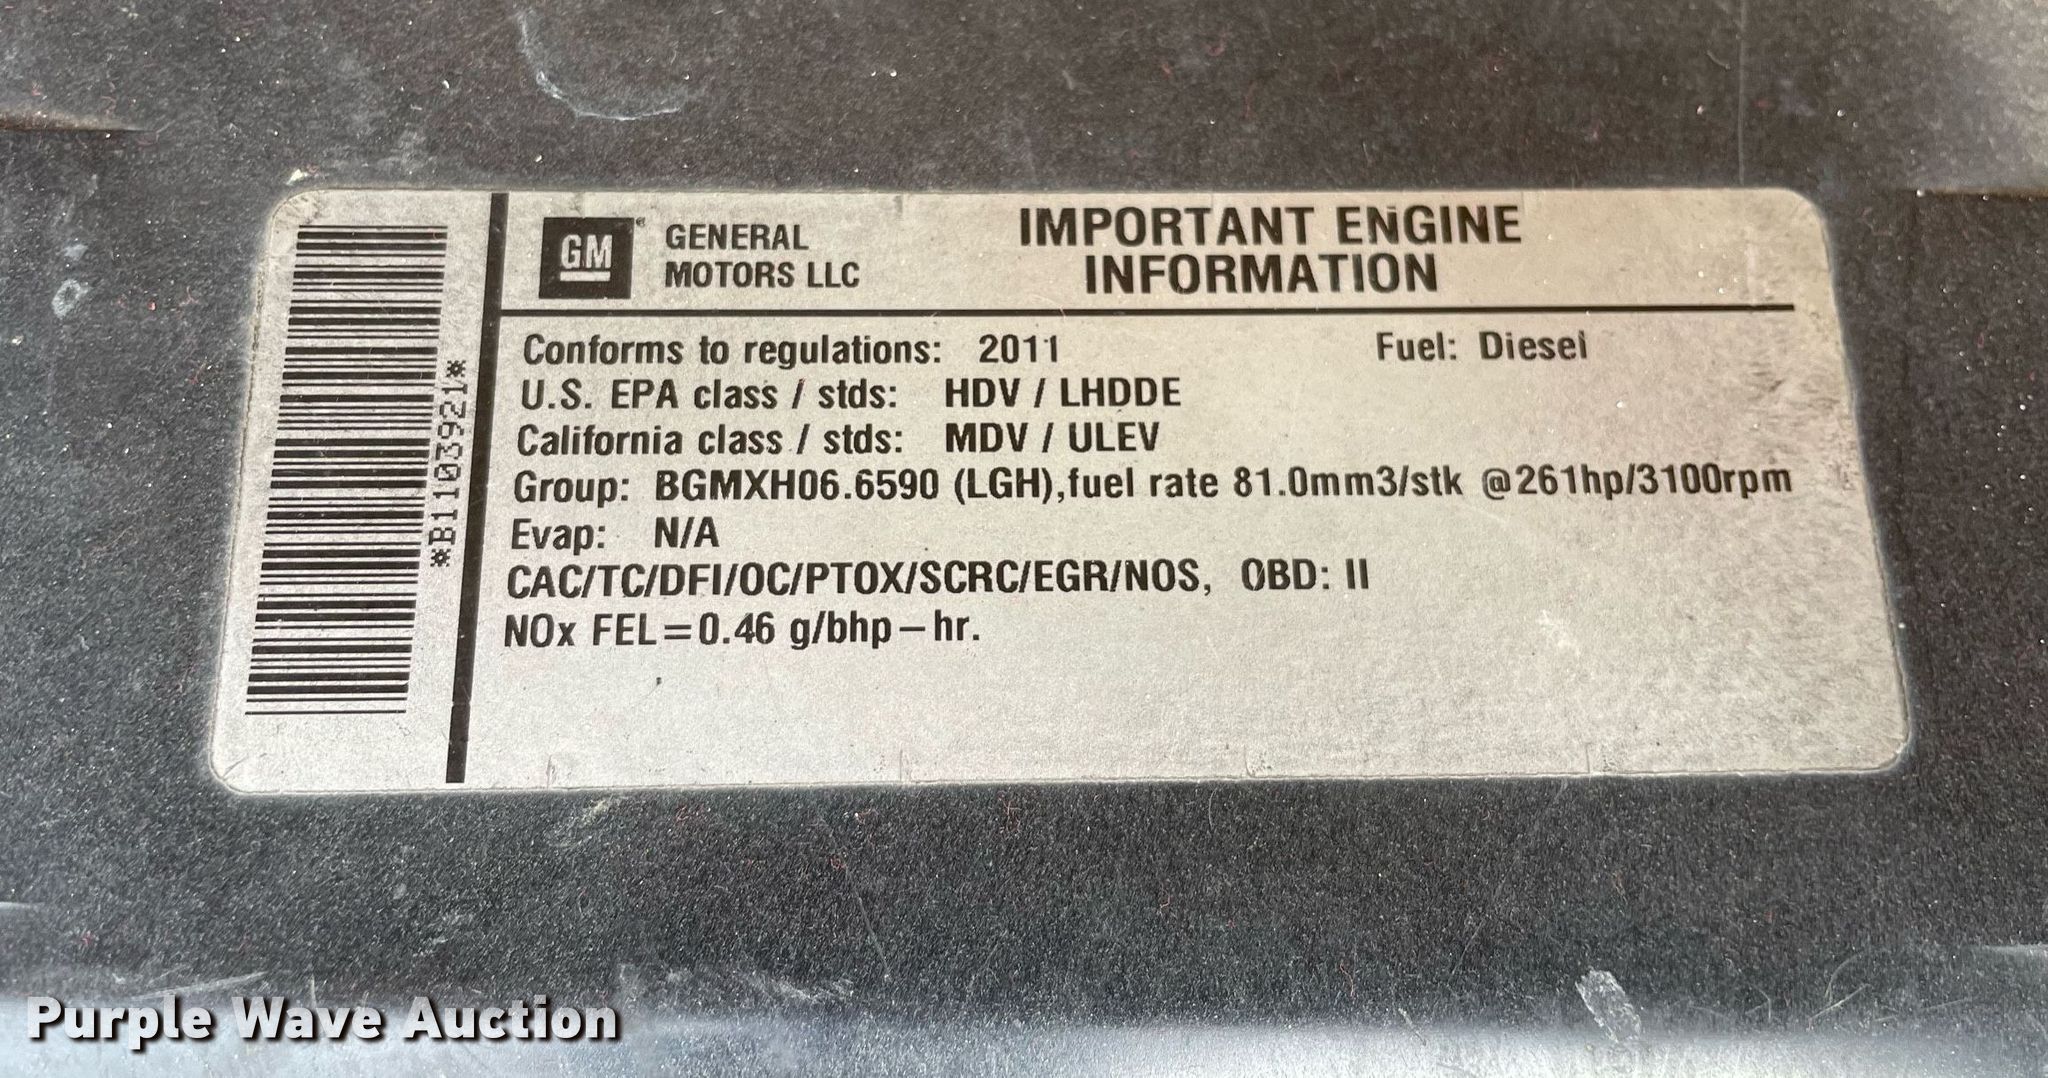 *B1103921*
GM
GENERAL
MOTORS LLC
IMPORTANT ENGINE
INFORMATION
Conforms to regulations: 2011 Fuel: Diesel
U.S. EPA class / stds: HDV / LHDDE
California class / stds: MDV / ULEV
Group: BGMXH06.6590 (LGH),fuel rate 81.0mm3/stk @261hp/3100rpm
Evap: N/A
CAC/TC/DFI/OC/PTOX/SCRC/EGR/NOS, OBD: II
NOx FEL=0.46 g/bhp-hr.
Purple Wave Auction